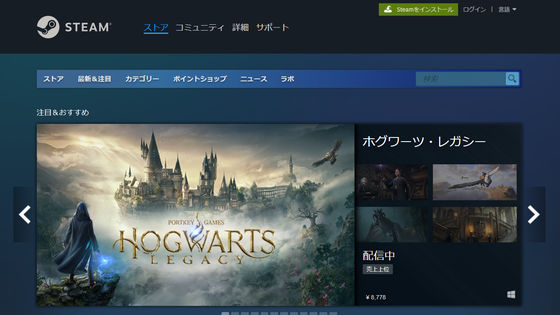 Steamをインストール ログイン | 言語
STEAM®
ストア コミュニティ 詳細 サポート
ストア 最新&注目 カテゴリー ポイントショップ ニュース ラボ 検索
注目&おすすめ
ホグワーツ・レガシー
PORTKEY GAMES
HOGWARTS
LEGACY
配信中
売上上位
¥ 8,778